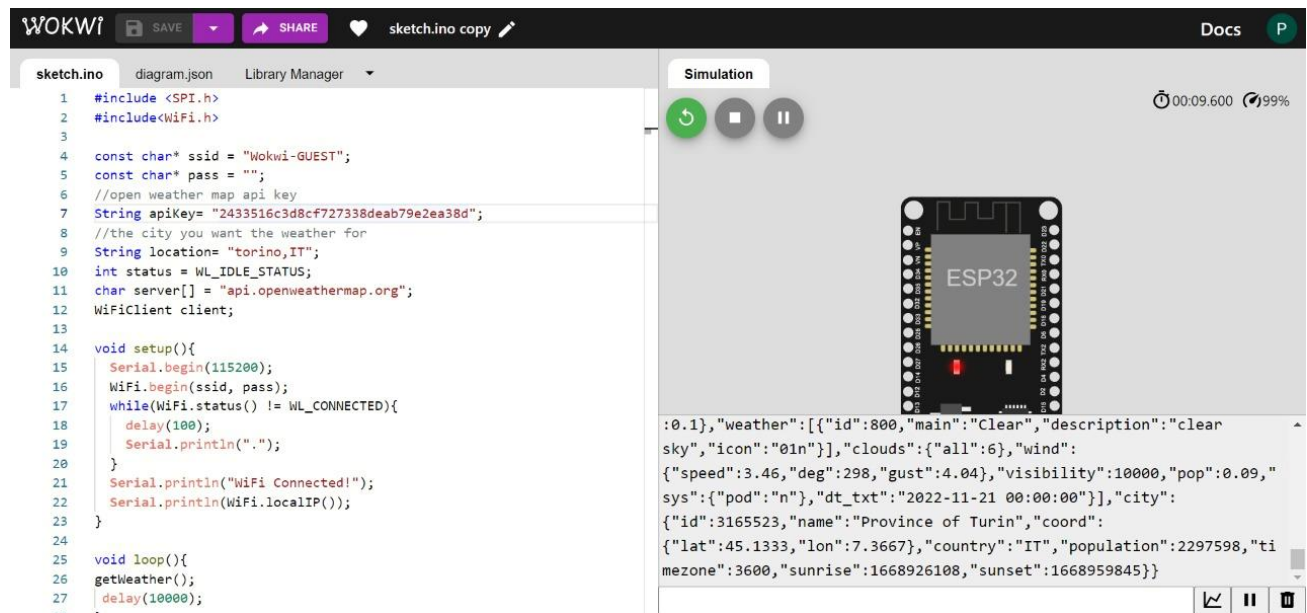 WOKWi SAVE SHARE sketch.ino copy Docs P
sketch.ino diagram.json Library Manager
1 #include <SPI.h>
2 #include<WiFi.h>
3
4 const char* ssid = "Wokwi-GUEST";
5 const char* pass = "";
6 //open weather map api key
7 String apiKey= "2433516c3d8cf727338deab79e2ea38d";
8 //the city you want the weather for
9 String location= "torino,IT";
10 int status = WL_IDLE_STATUS;
11 char server[] = "api.openweathermap.org";
12 WiFiClient client;
13
14 void setup(){
15 Serial.begin(115200);
16 WiFi.begin(ssid, pass);
17 while(WiFi.status() != WL_CONNECTED){
18 delay(100);
19 Serial.println(".");
20 }
21 Serial.println("WiFi Connected!");
22 Serial.println(WiFi.localIP());
23 }
24
25 void loop(){
26 getWeather();
27 delay(10000);
Simulation
00:09.600 99%
ESP32
:0.1},"weather":[{"id":800,"main":"Clear","description":"clear
sky","icon":"01n"}],"clouds":{"all":6},"wind":
{"speed":3.46,"deg":298,"gust":4.04},"visibility":10000,"pop":0.09,"
sys":{"pod":"n"},"dt_txt":"2022-11-21 00:00:00"}],"city":
{"id":3165523,"name":"Province of Turin","coord":
{"lat":45.1333,"lon":7.3667},"country":"IT","population":2297598,"ti
mezone":3600,"sunrise":1668926108,"sunset":1668959845}}